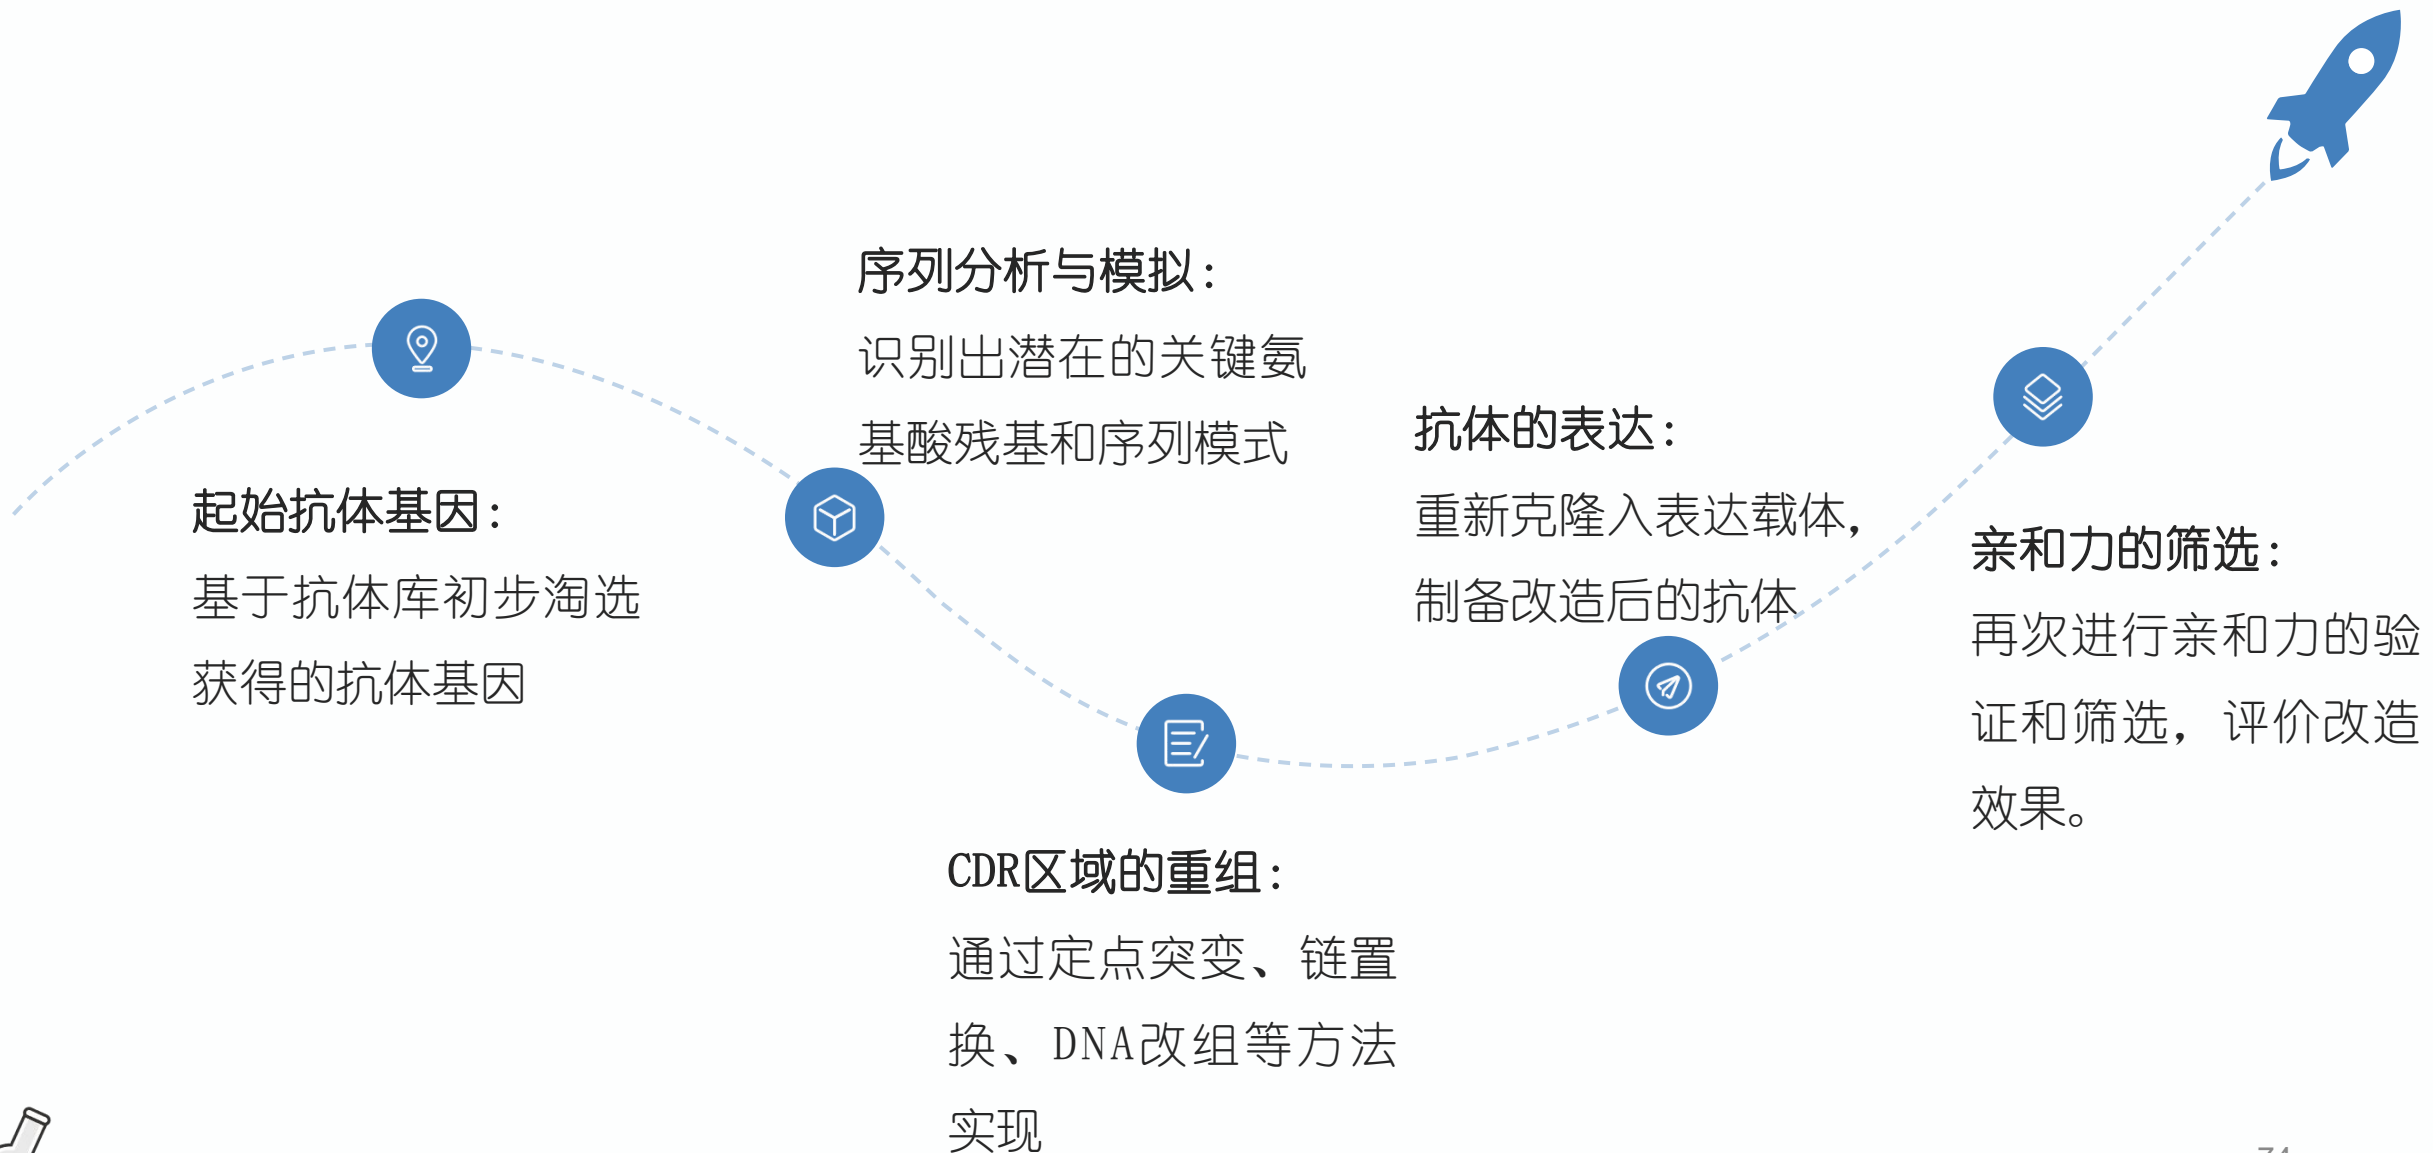 起始抗体基因：
基于抗体库初步淘选
获得的抗体基因
序列分析与模拟：
识别出潜在的关键氨
基酸残基和序列模式
CDR区域的重组：
通过定点突变、链置
换、DNA改组等方法
实现
抗体的表达：
重新克隆入表达载体，
制备改造后的抗体
亲和力的筛选：
再次进行亲和力的验
证和筛选，评价改造
效果。